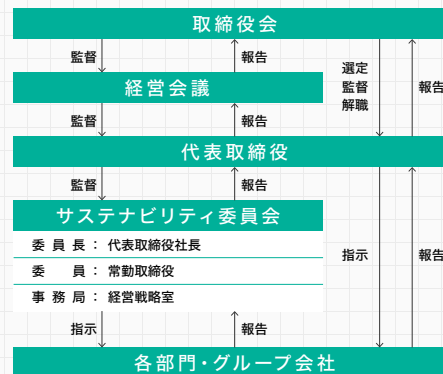 取締役会
監督
報告
選定
監督
解職
報告
経営会議
監督
報告
代表取締役
監督
報告
サステナビリティ委員会
委員長：代表取締役社長
委員：常勤取締役
事務局：経営戦略室
指示
報告
指示
報告
各部門・グループ会社